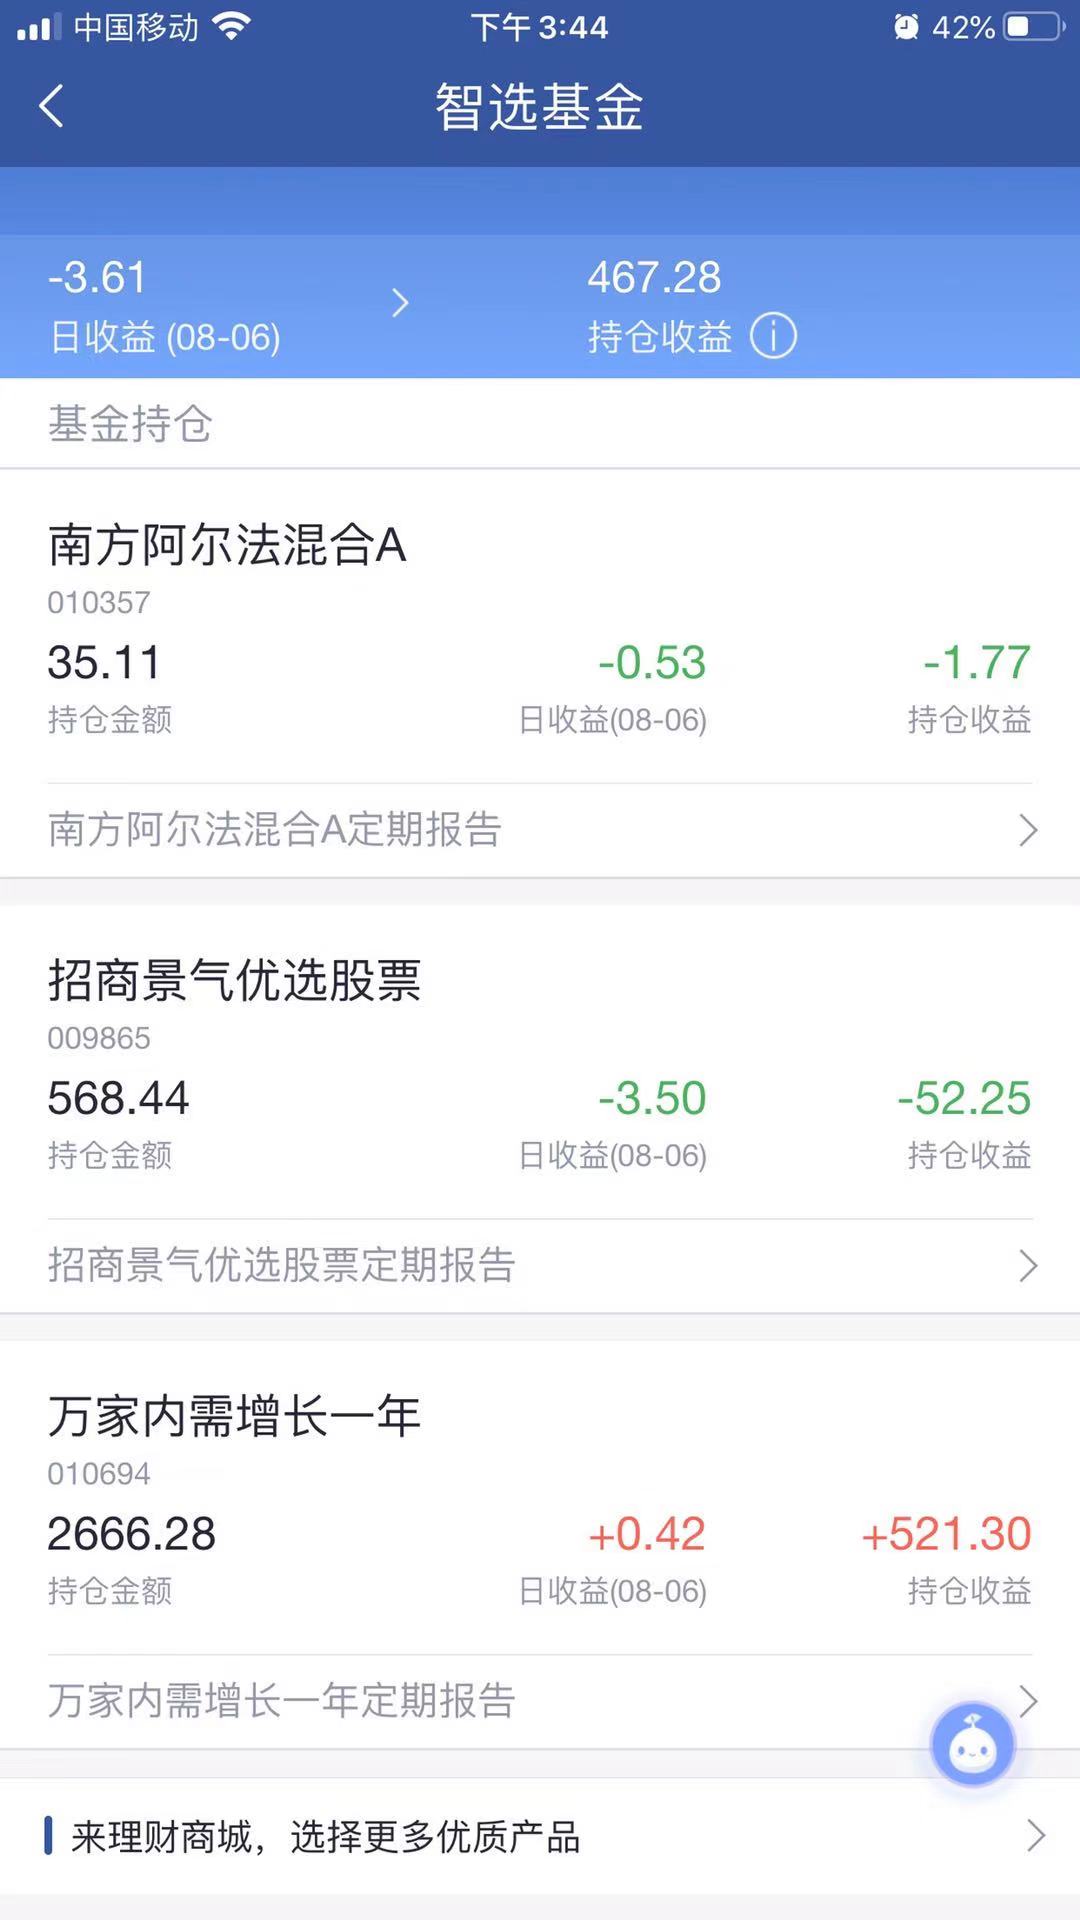 中国移动 下午3:44 42%
智选基金
-3.61 467.28
日收益 (08-06) 持仓收益
基金持仓
南方阿尔法混合A
010357
35.11 -0.53 -1.77
持仓金额 日收益(08-06) 持仓收益
南方阿尔法混合A定期报告
招商景气优选股票
009865
568.44 -3.50 -52.25
持仓金额 日收益(08-06) 持仓收益
招商景气优选股票定期报告
万家内需增长一年
010694
2666.28 +0.42 +521.30
持仓金额 日收益(08-06) 持仓收益
万家内需增长一年定期报告
来理财商城，选择更多优质产品